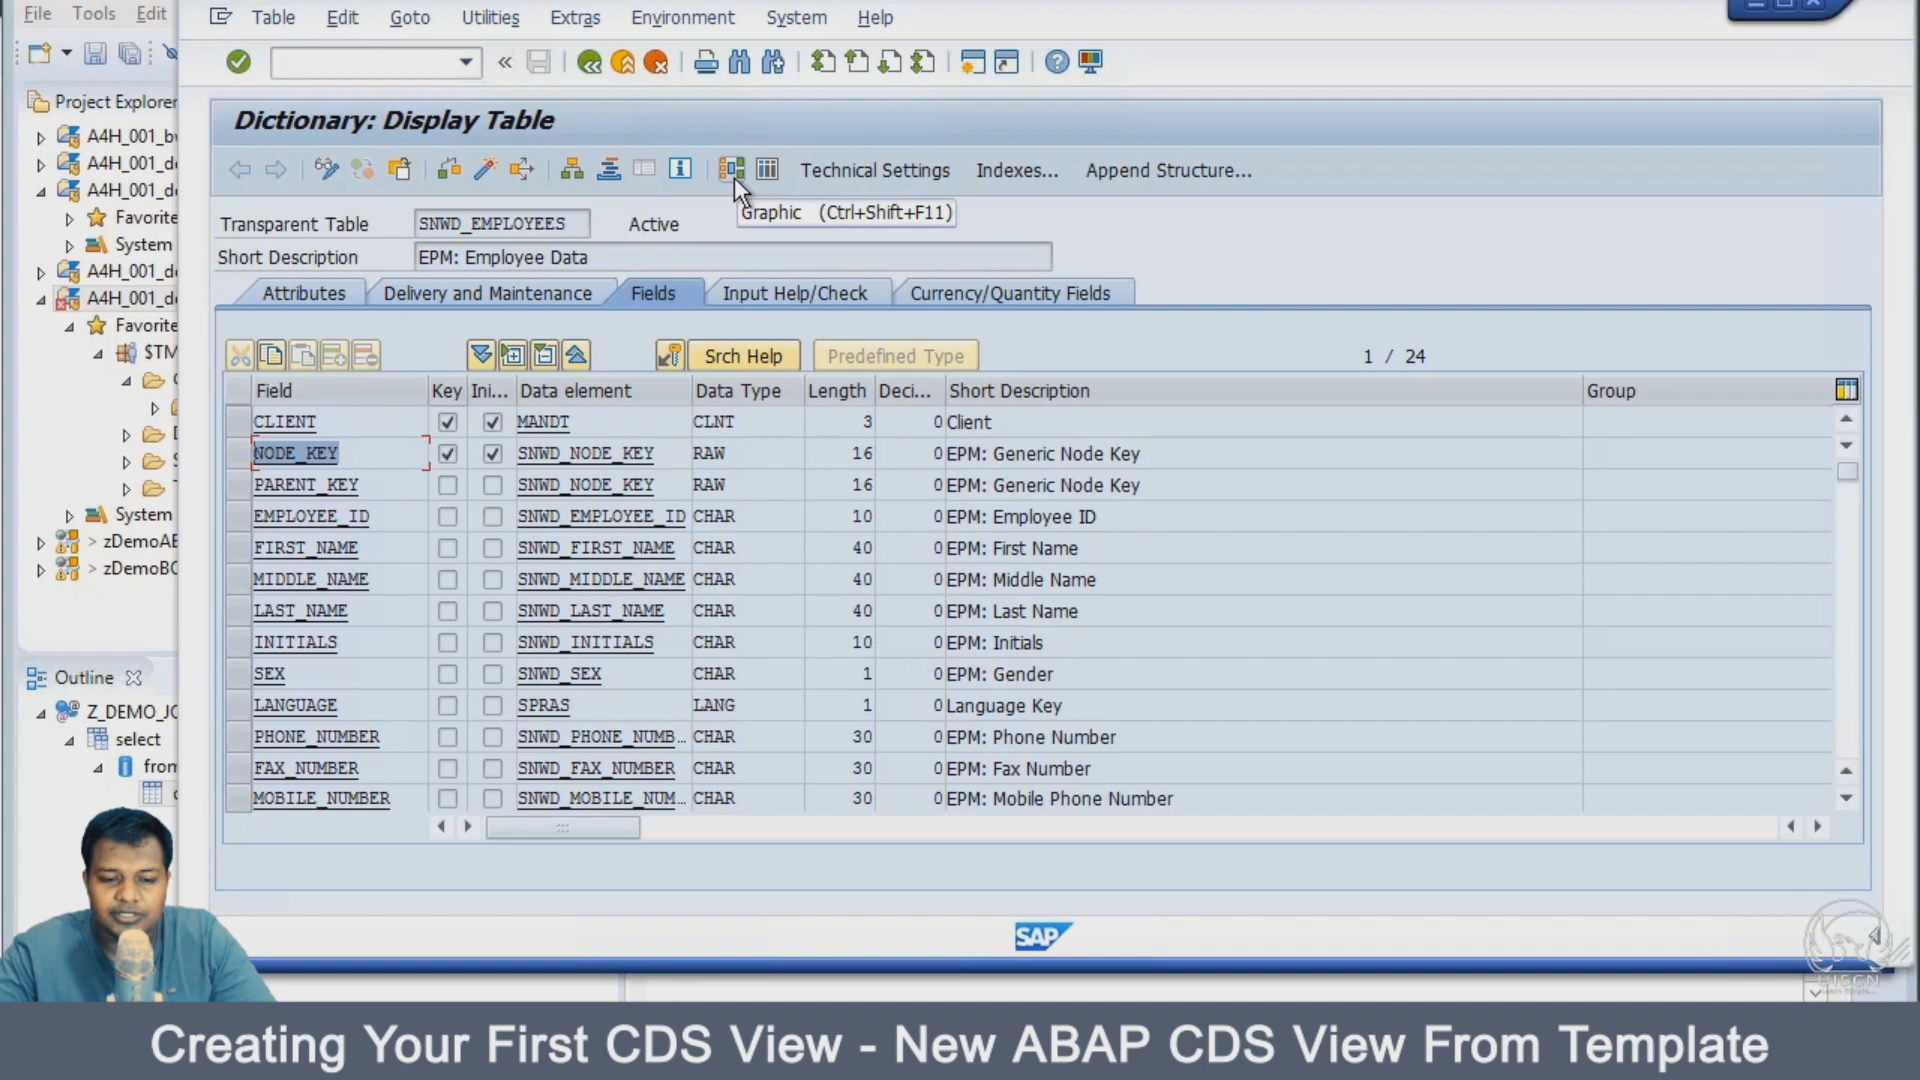 File Tools Edit
Table Edit Goto Utilities Extras Environment System Help
Dictionary: Display Table
Technical Settings Indexes... Append Structure...
Graphic (Ctrl+Shift+F11)
Transparent Table SNWD_EMPLOYEES Active
Short Description EPM: Employee Data
Attributes Delivery and Maintenance Fields Input Help/Check Currency/Quantity Fields
Srch Help Predefined Type 1 / 24
Field Key Ini... Data element Data Type Length Deci... Short Description Group
CLIENT MANDT CLNT 3 0 Client
NODE_KEY SNWD_NODE_KEY RAW 16 0 EPM: Generic Node Key
PARENT_KEY SNWD_NODE_KEY RAW 16 0 EPM: Generic Node Key
EMPLOYEE_ID SNWD_EMPLOYEE_ID CHAR 10 0 EPM: Employee ID
FIRST_NAME SNWD_FIRST_NAME CHAR 40 0 EPM: First Name
MIDDLE_NAME SNWD_MIDDLE_NAME CHAR 40 0 EPM: Middle Name
LAST_NAME SNWD_LAST_NAME CHAR 40 0 EPM: Last Name
INITIALS SNWD_INITIALS CHAR 10 0 EPM: Initials
SEX SNWD_SEX CHAR 1 0 EPM: Gender
LANGUAGE SPRAS LANG 1 0 Language Key
PHONE_NUMBER SNWD_PHONE_NUMB... CHAR 30 0 EPM: Phone Number
FAX_NUMBER SNWD_FAX_NUMBER CHAR 30 0 EPM: Fax Number
MOBILE_NUMBER SNWD_MOBILE_NUM... CHAR 30 0 EPM: Mobile Phone Number
SAP
Project Explorer
A4H_001_b
A4H_001_d
A4H_001_d
Favorite
System
A4H_001_d
A4H_001_d
Favorite
$TM
System
> zDemoAB
> zDemoBO
Outline
Z_DEMO_JO
select
from
Creating Your First CDS View - New ABAP CDS View From Template